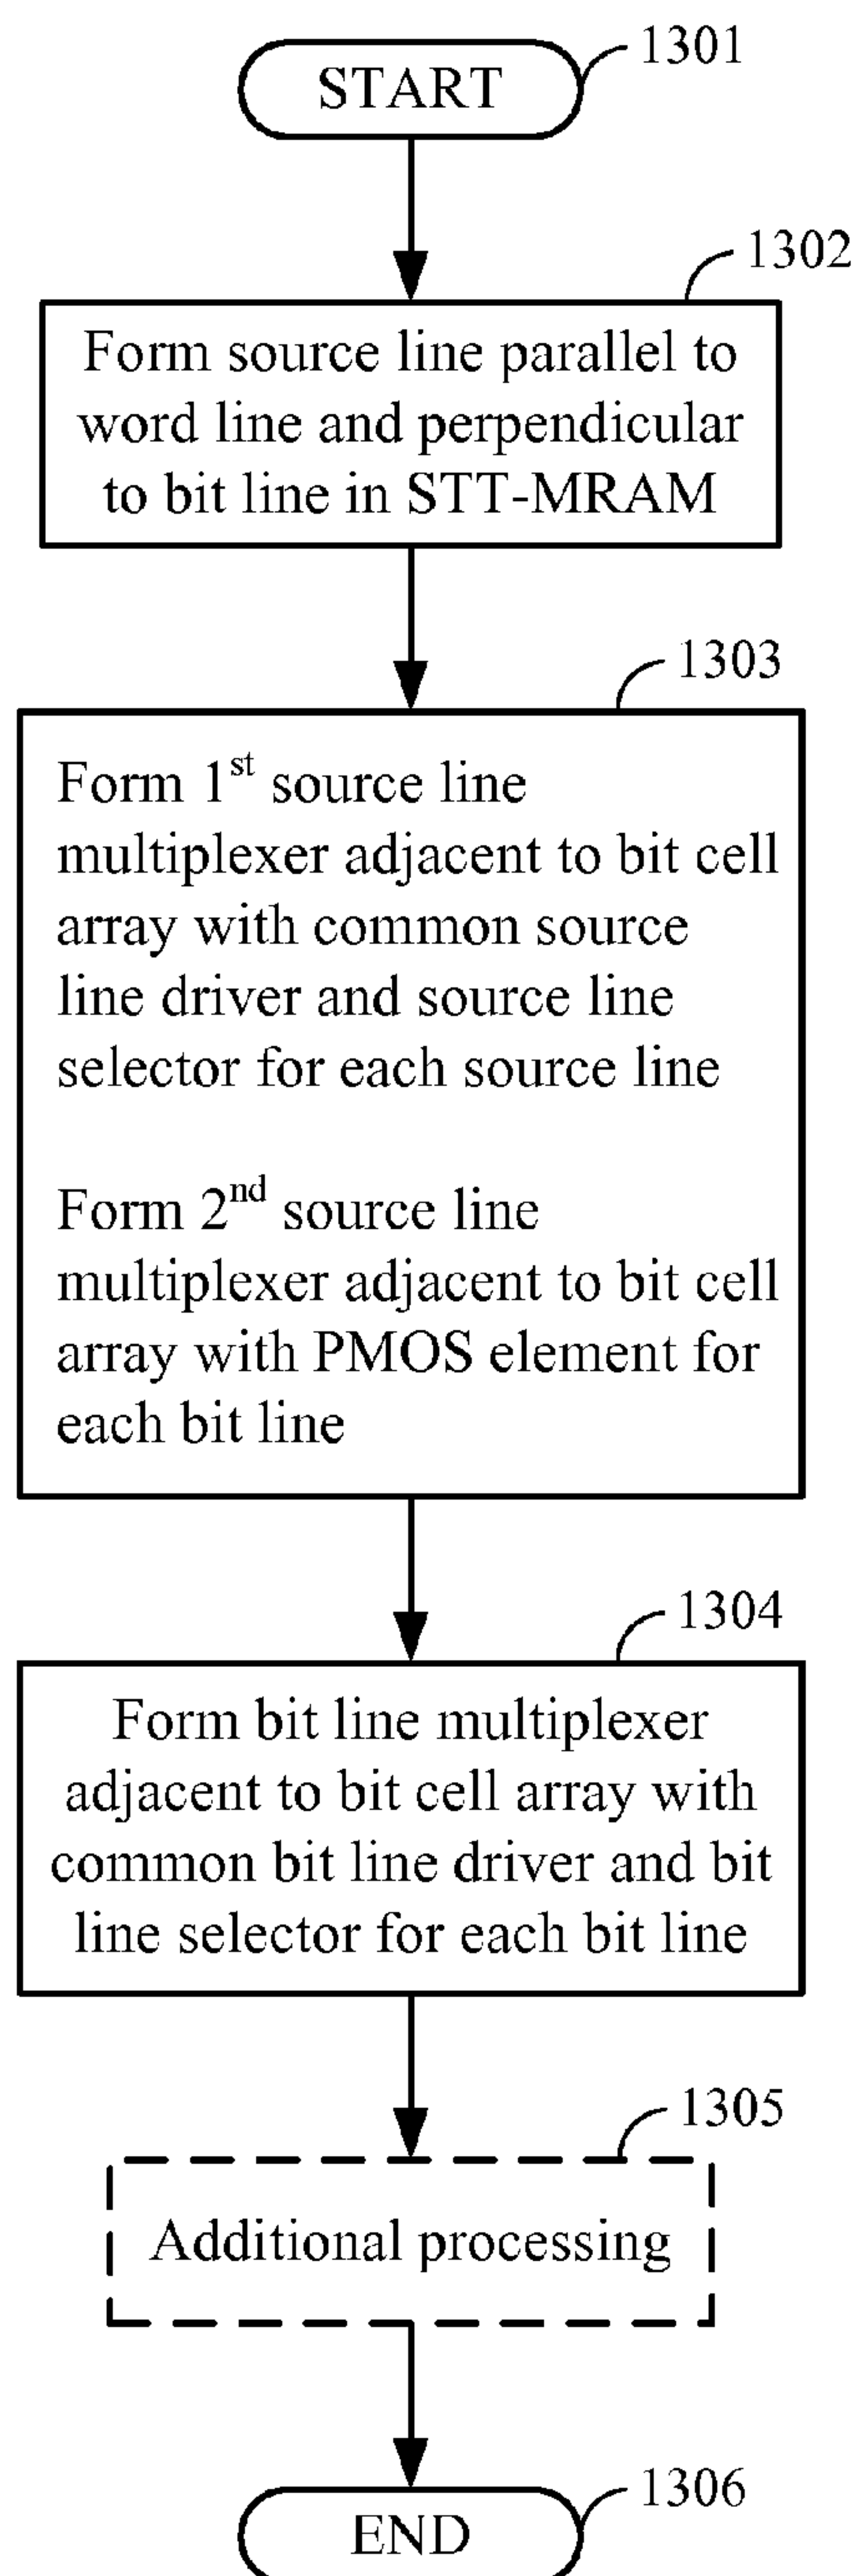 1301
START
1302
Form source line parallel to
word line and perpendicular
to bit line in STT-MRAM
1303
Form 1st source line
multiplexer adjacent to bit cell
array with common source
line driver and source line
selector for each source line
Form 2nd source line
multiplexer adjacent to bit cell
array with PMOS element for
each bit line
1304
Form bit line multiplexer
adjacent to bit cell array with
common bit line driver and bit
line selector for each bit line
1305
Additional processing
1306
END